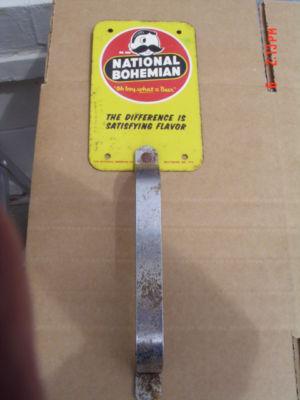 NATIONAL
BOHEMIAN
"Oh boy, what a beer."
THE DIFFERENCE IS
SATISFYING FLAVOR